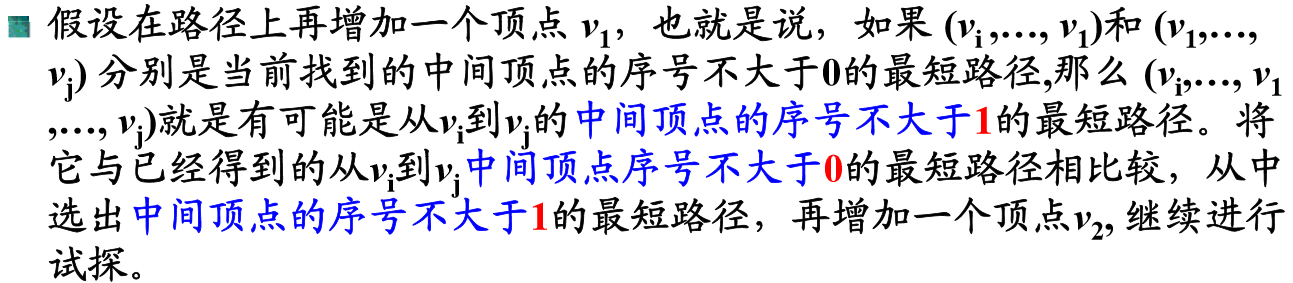 假设在路径上再增加一个顶点 v₁，也就是说，如果 (vᵢ,…, v₁)和 (v₁,…,
vⱼ) 分别是当前找到的中间顶点的序号不大于0的最短路径,那么 (vᵢ,…, v₁
,…, vⱼ)就是有可能是从vᵢ到vⱼ的中间顶点的序号不大于1的最短路径。将
它与已经得到的从vᵢ到vⱼ中间顶点序号不大于0的最短路径相比较，从中
选出中间顶点的序号不大于1的最短路径，再增加一个顶点v₂, 继续进行
试探。